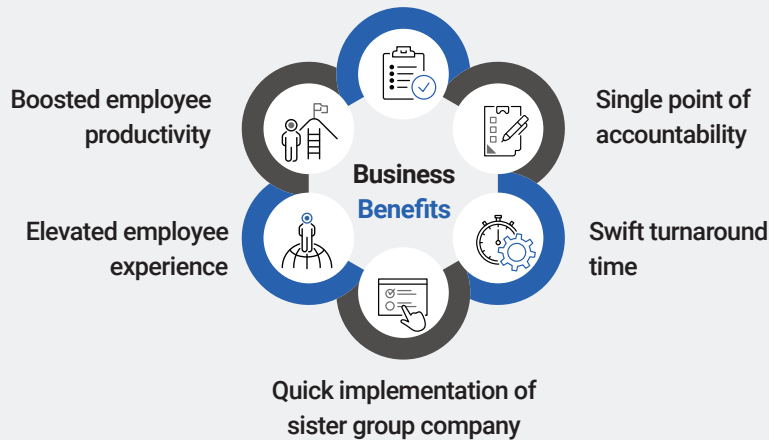 Boosted employee
productivity
Single point of
accountability
Business
Benefits
Elevated employee
experience
Swift turnaround
time
Quick implementation of
sister group company